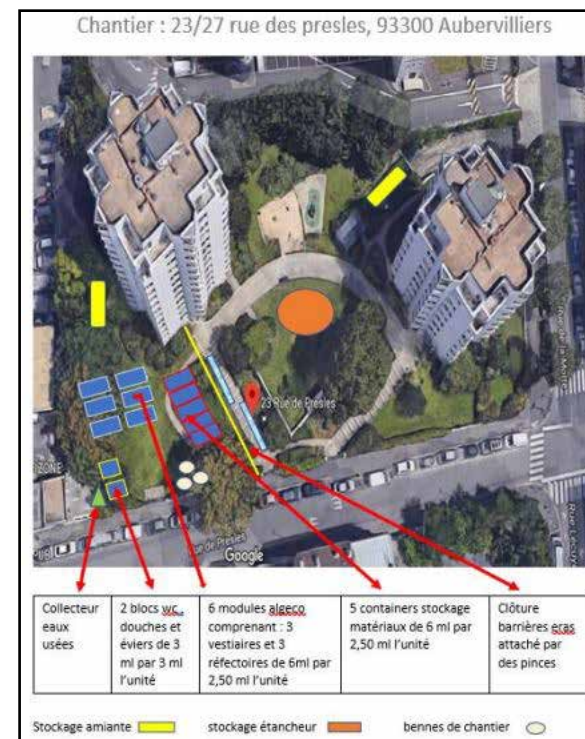 Chantier : 23/27 rue des presles, 93300 Aubervilliers
23 Rue de Presles
ZONE
Rue de Presles
Google
Collecteur
eaux
usées
2 blocs wc,
douches et
éviers de 3
ml par 3 ml
l'unité
6 modules algeco
comprenant : 3
vestiaires et 3
réfectoires de 6ml par
2,50 ml l'unité
5 containers stockage
matériaux de 6 ml par
2,50 ml l'unité
Clôture
barrières eras
attaché par
des pinces
Stockage amiante
stockage étancheur
bennes de chantier